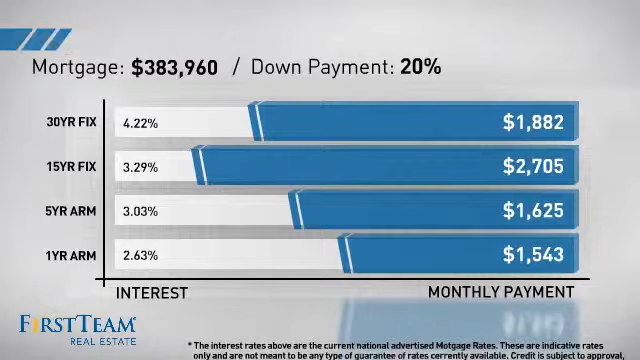 Mortgage: $383,960 / Down Payment: 20%
30YR FIX 4.22% $1,882
15YR FIX 3.29% $2,705
5YR ARM 3.03% $1,625
1YR ARM 2.63% $1,543
INTEREST MONTHLY PAYMENT
FIRSTTEAM®
REAL ESTATE
* The interest rates above are the current national advertised Motgage Rates. These are indicative rates
only and are not meant to be any type of guarantee of rates cerrently available. Credit is subject to approval,